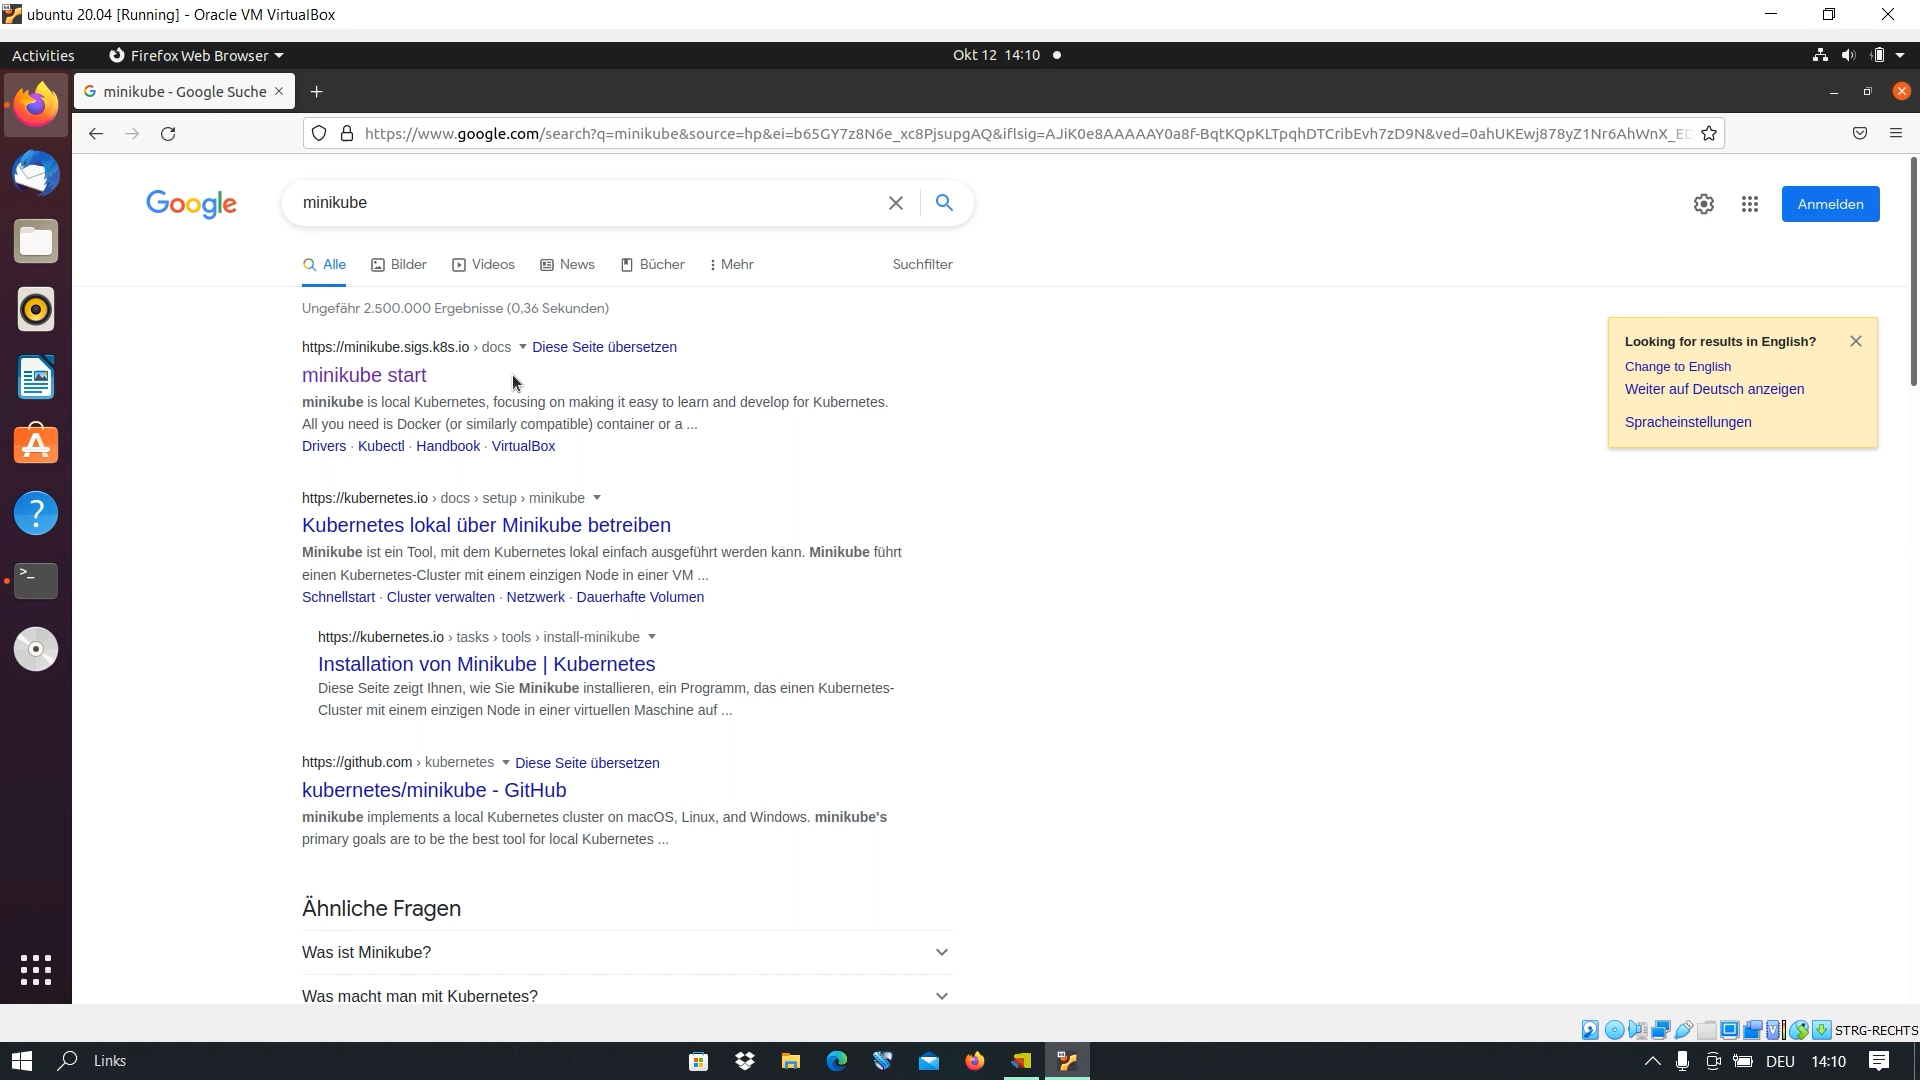 ubuntu 20.04 [Running] - Oracle VM VirtualBox
Activities Firefox Web Browser Okt 12 14:10
minikube - Google Suche
https://www.google.com/search?q=minikube&source=hp&ei=b65GY7z8N6e_xc8PjsupgAQ&iflsig=AJiK0e8AAAAAY0a8f-BqtKQpKLTpqhDTCribEvh7zD9N&ved=0ahUKEwj878yZ1Nr6AhWnX_ED
Google minikube Anmelden
Alle Bilder Videos News Bücher Mehr Suchfilter
Ungefähr 2.500.000 Ergebnisse (0,36 Sekunden)
https://minikube.sigs.k8s.io › docs Diese Seite übersetzen
minikube start
minikube is local Kubernetes, focusing on making it easy to learn and develop for Kubernetes.
All you need is Docker (or similarly compatible) container or a ...
Drivers · Kubectl · Handbook · VirtualBox
Looking for results in English?
Change to English
Weiter auf Deutsch anzeigen
Spracheinstellungen
https://kubernetes.io › docs › setup › minikube
Kubernetes lokal über Minikube betreiben
Minikube ist ein Tool, mit dem Kubernetes lokal einfach ausgeführt werden kann. Minikube führt
einen Kubernetes-Cluster mit einem einzigen Node in einer VM ...
Schnellstart · Cluster verwalten · Netzwerk · Dauerhafte Volumen
https://kubernetes.io › tasks › tools › install-minikube
Installation von Minikube | Kubernetes
Diese Seite zeigt Ihnen, wie Sie Minikube installieren, ein Programm, das einen Kubernetes-
Cluster mit einem einzigen Node in einer virtuellen Maschine auf ...
https://github.com › kubernetes Diese Seite übersetzen
kubernetes/minikube - GitHub
minikube implements a local Kubernetes cluster on macOS, Linux, and Windows. minikube's
primary goals are to be the best tool for local Kubernetes ...
Ähnliche Fragen
Was ist Minikube?
Was macht man mit Kubernetes?
STRG-RECHTS
Links DEU 14:10